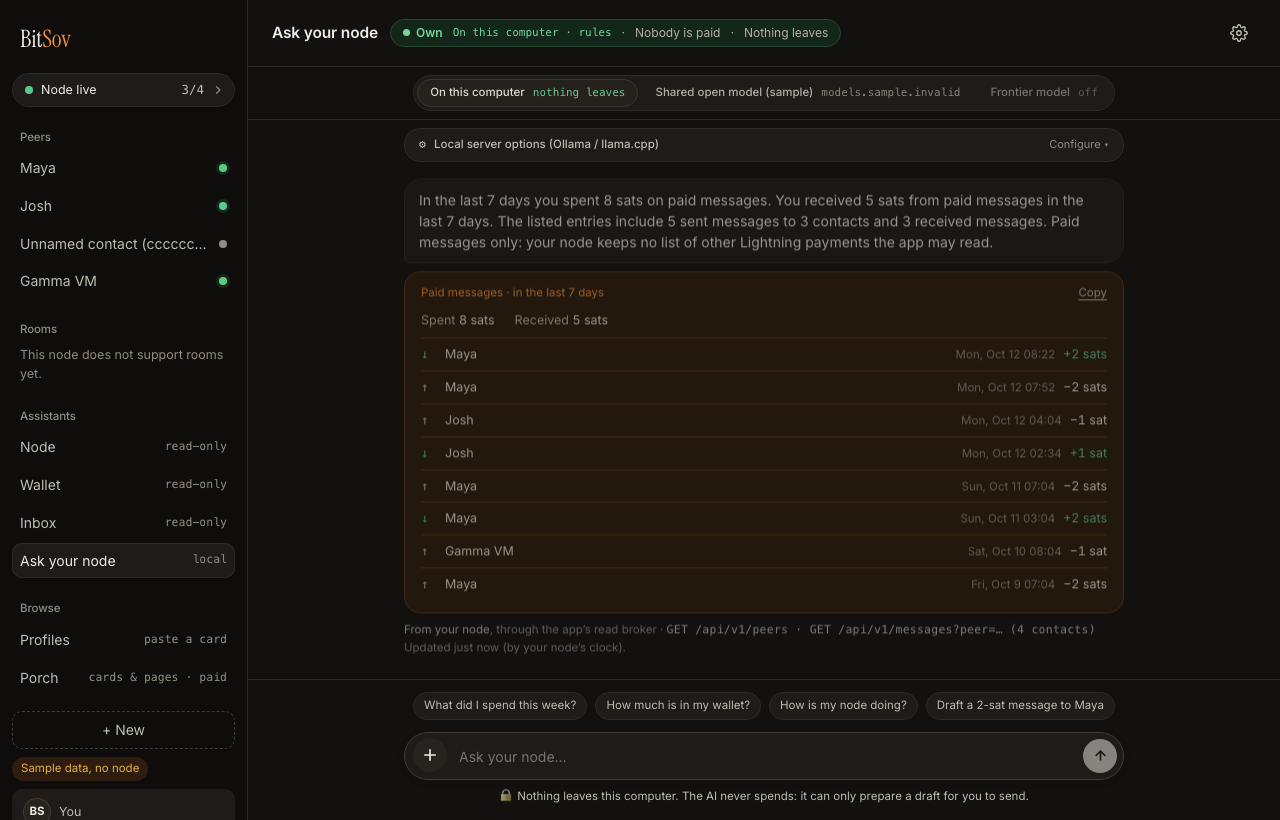 BitSov
Node live 3/4
Peers
Maya
Josh
Unnamed contact (cccccc...
Gamma VM
Rooms
This node does not support rooms
yet.
Assistants
Node read-only
Wallet read-only
Inbox read-only
Ask your node local
Browse
Profiles paste a card
Porch cards & pages · paid
+ New
Sample data, no node
BS You
Ask your node
Own On this computer · rules · Nobody is paid · Nothing leaves
On this computer nothing leaves
Shared open model (sample) models.sample.invalid
Frontier model off
Local server options (Ollama / llama.cpp) Configure
In the last 7 days you spent 8 sats on paid messages. You received 5 sats from paid messages in the
last 7 days. The listed entries include 5 sent messages to 3 contacts and 3 received messages. Paid
messages only: your node keeps no list of other Lightning payments the app may read.
Paid messages · in the last 7 days Copy
Spent 8 sats Received 5 sats
↓ Maya Mon, Oct 12 08:22 +2 sats
↑ Maya Mon, Oct 12 07:52 −2 sats
↑ Josh Mon, Oct 12 04:04 −1 sat
↓ Josh Mon, Oct 12 02:34 +1 sat
↑ Maya Sun, Oct 11 07:04 −2 sats
↓ Maya Sun, Oct 11 03:04 +2 sats
↑ Gamma VM Sat, Oct 10 08:04 −1 sat
↑ Maya Fri, Oct 9 07:04 −2 sats
From your node, through the app's read broker · GET /api/v1/peers · GET /api/v1/messages?peer=… (4 contacts)
Updated just now (by your node's clock).
What did I spend this week?
How much is in my wallet?
How is my node doing?
Draft a 2-sat message to Maya
Ask your node...
Nothing leaves this computer. The AI never spends: it can only prepare a draft for you to send.